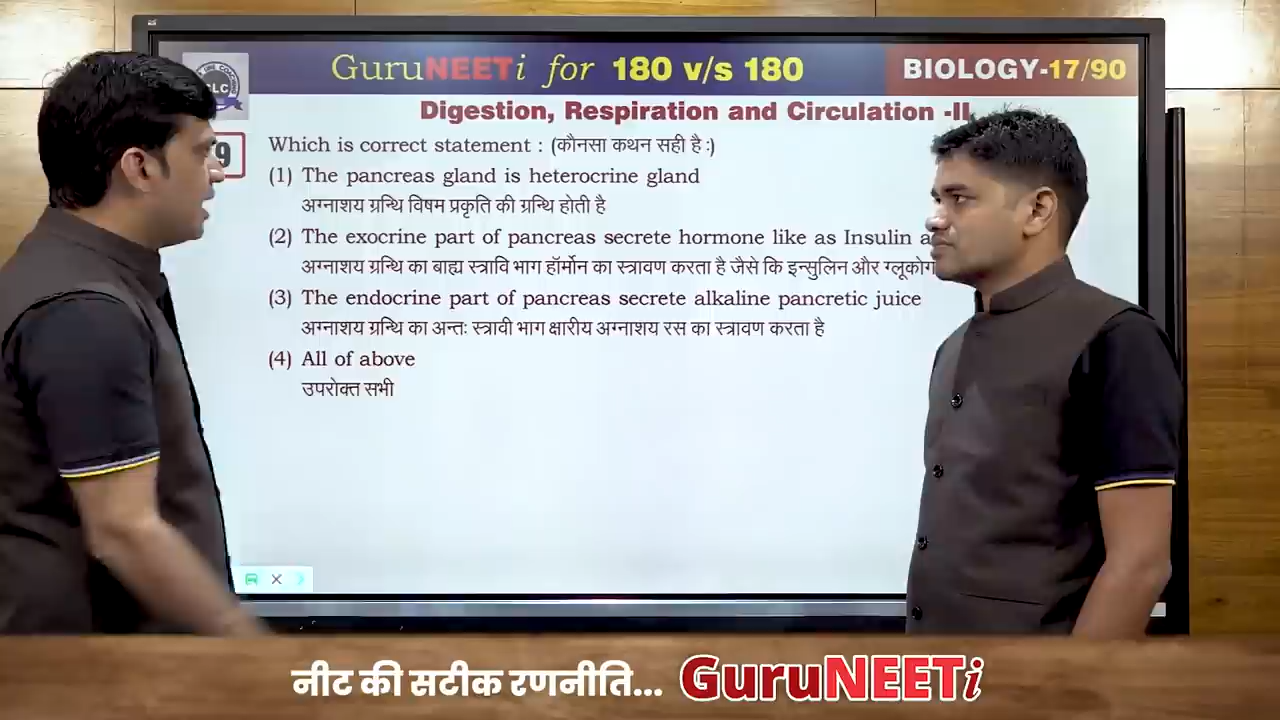 GuruNEETi for 180 v/s 180
BIOLOGY-17/90
Digestion, Respiration and Circulation -II
9 Which is correct statement : (कौनसा कथन सही है :)
(1) The pancreas gland is heterocrine gland
अग्नाशय ग्रन्थि विषम प्रकृति की ग्रन्थि होती है
(2) The exocrine part of pancreas secrete hormone like as Insulin
अग्नाशय ग्रन्थि का बाह्य स्त्रावि भाग हॉर्मोन का स्त्रावण करता है जैसे कि इन्सुलिन और
(3) The endocrine part of pancreas secrete alkaline pancretic juice
अग्नाशय ग्रन्थि का अन्तः स्त्रावी भाग क्षारीय अग्नाशय रस का स्त्रावण करता है
(4) All of above
उपरोक्त सभी
नीट की सटीक रणनीति... GuruNEETi